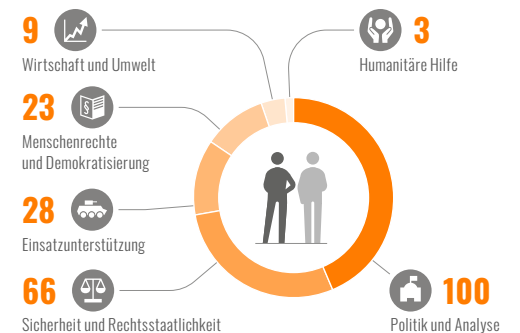 9
Wirtschaft und Umwelt
3
Humanitäre Hilfe
23
§
Menschenrechte
und Demokratisierung
28
Einsatzunterstützung
66
Sicherheit und Rechtsstaatlichkeit
100
Politik und Analyse